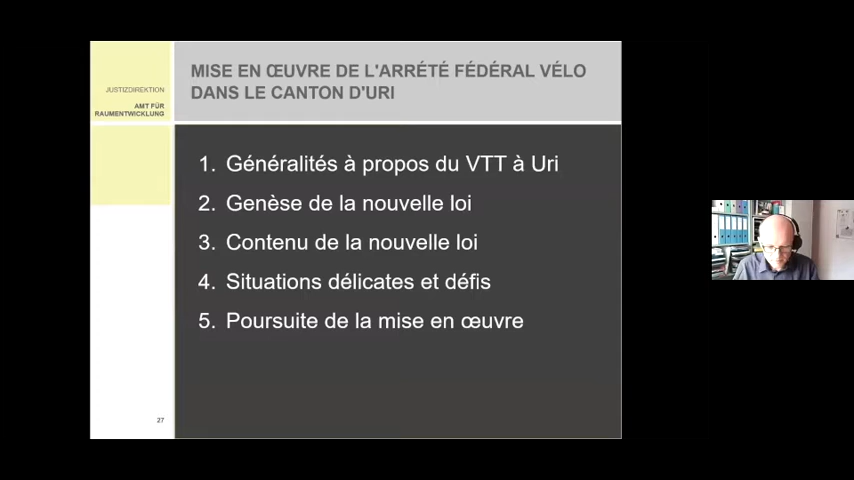 JUSTIZDIREKTION
AMT FÜR
RAUMENTWICKLUNG
MISE EN ŒUVRE DE L'ARRÉTÉ FÉDÉRAL VÉLO
DANS LE CANTON D'URI
1. Généralités à propos du VTT à Uri
2. Genèse de la nouvelle loi
3. Contenu de la nouvelle loi
4. Situations délicates et défis
5. Poursuite de la mise en œuvre
27